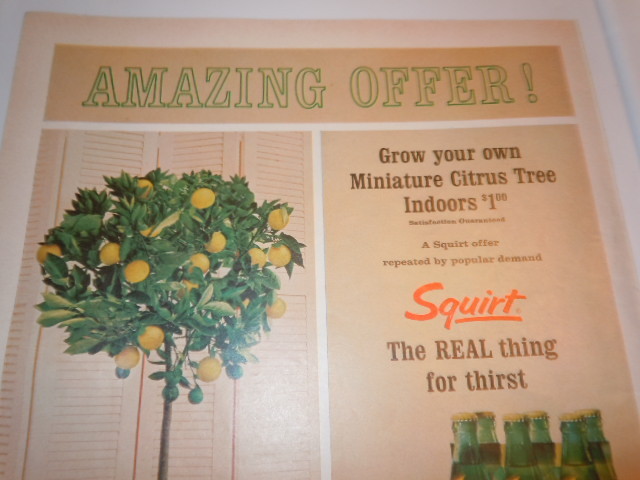 AMAZING OFFER!
Grow your own
Miniature Citrus Tree
Indoors $1.00
Satisfaction Guaranteed
A Squirt offer
repeated by popular demand
Squirt
The REAL thing
for thirst